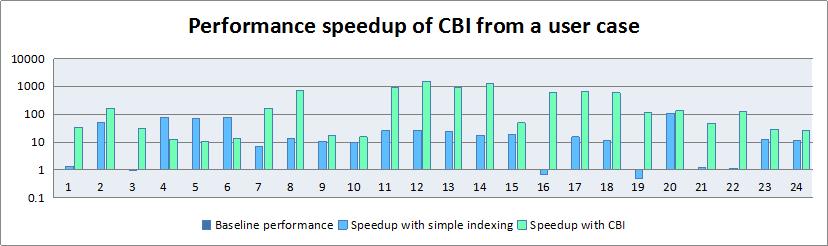 Performance speedup of CBI from a user case
10000
1000
100
10
1
0.1
1 2 3 4 5 6 7 8 9 10 11 12 13 14 15 16 17 18 19 20 21 22 23 24
Baseline performance Speedup with simple indexing Speedup with CBI